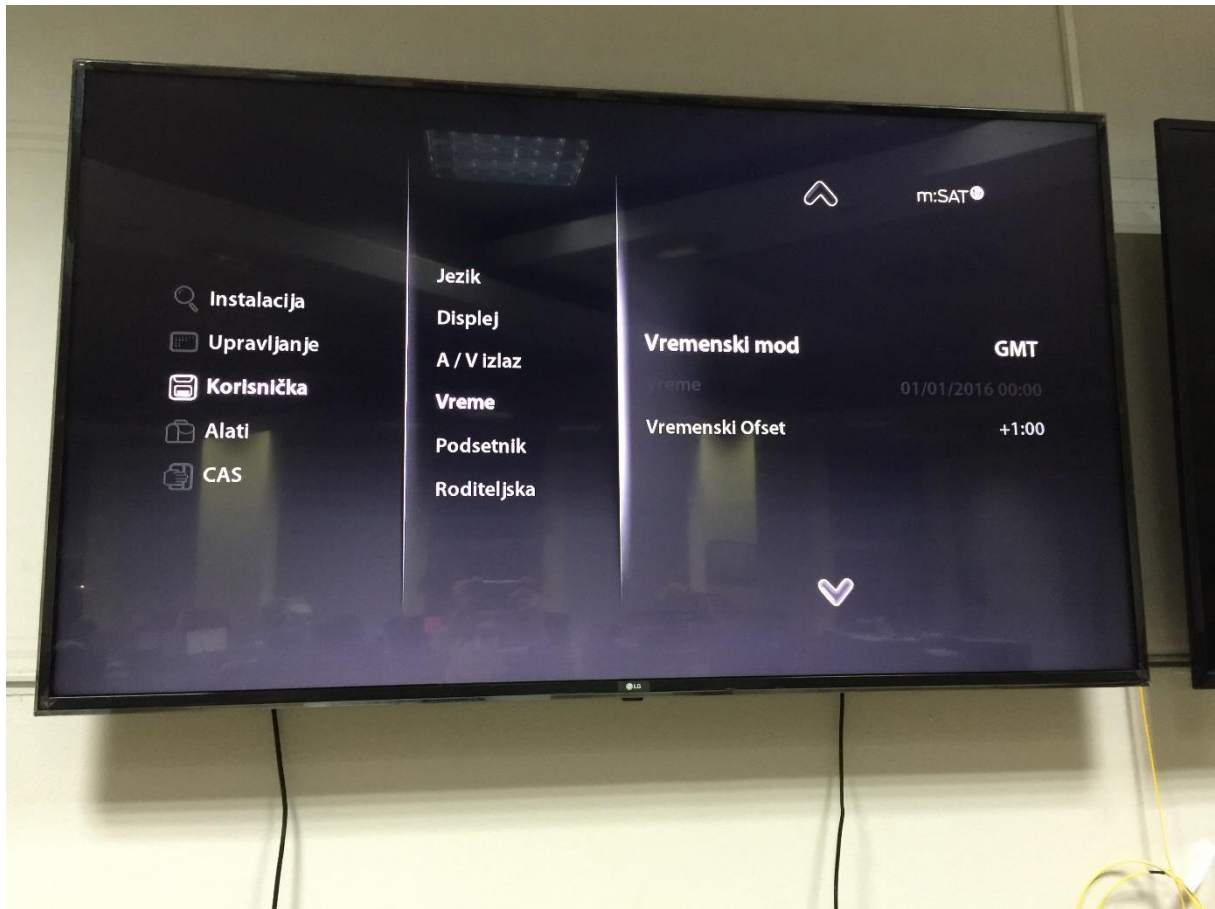 m:SAT
Instalacija
Upravljanje
Korisnička
Alati
CAS
Jezik
Displej
A / V izlaz
Vreme
Podsetnik
Roditeljska
Vremenski mod GMT
Vreme 01/01/2016 00:00
Vremenski Ofset +1:00
LG